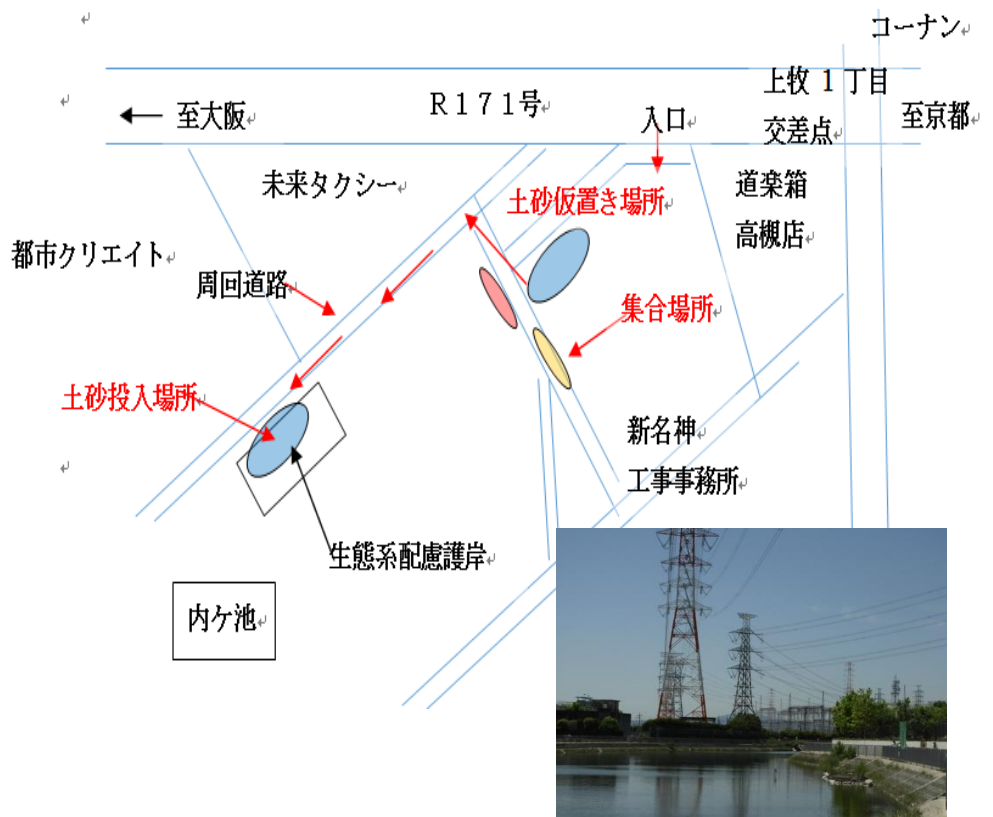 コーナン
上牧 1 丁目
交差点
R171号
← 至大阪
至京都
入口
未来タクシー
土砂仮置き場所
道楽箱
高槻店
都市クリエイト
周回道路
集合場所
土砂投入場所
新名神
工事事務所
生態系配慮護岸
内ケ池